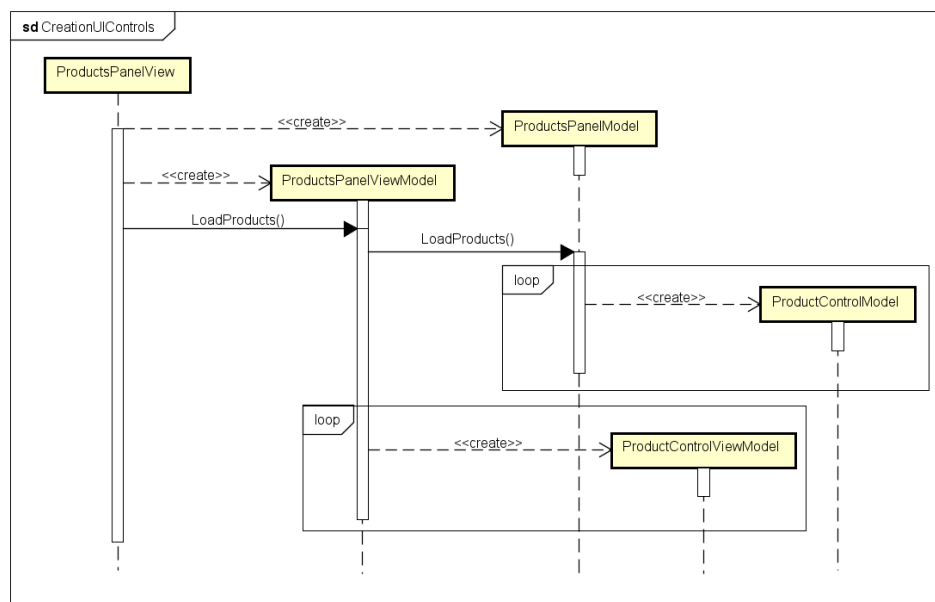 sd CreationUIControls
ProductsPanelView
<<create>>
ProductsPanelModel
<<create>>
ProductsPanelViewModel
LoadProducts()
LoadProducts()
loop
<<create>>
ProductControlModel
loop
<<create>>
ProductControlViewModel